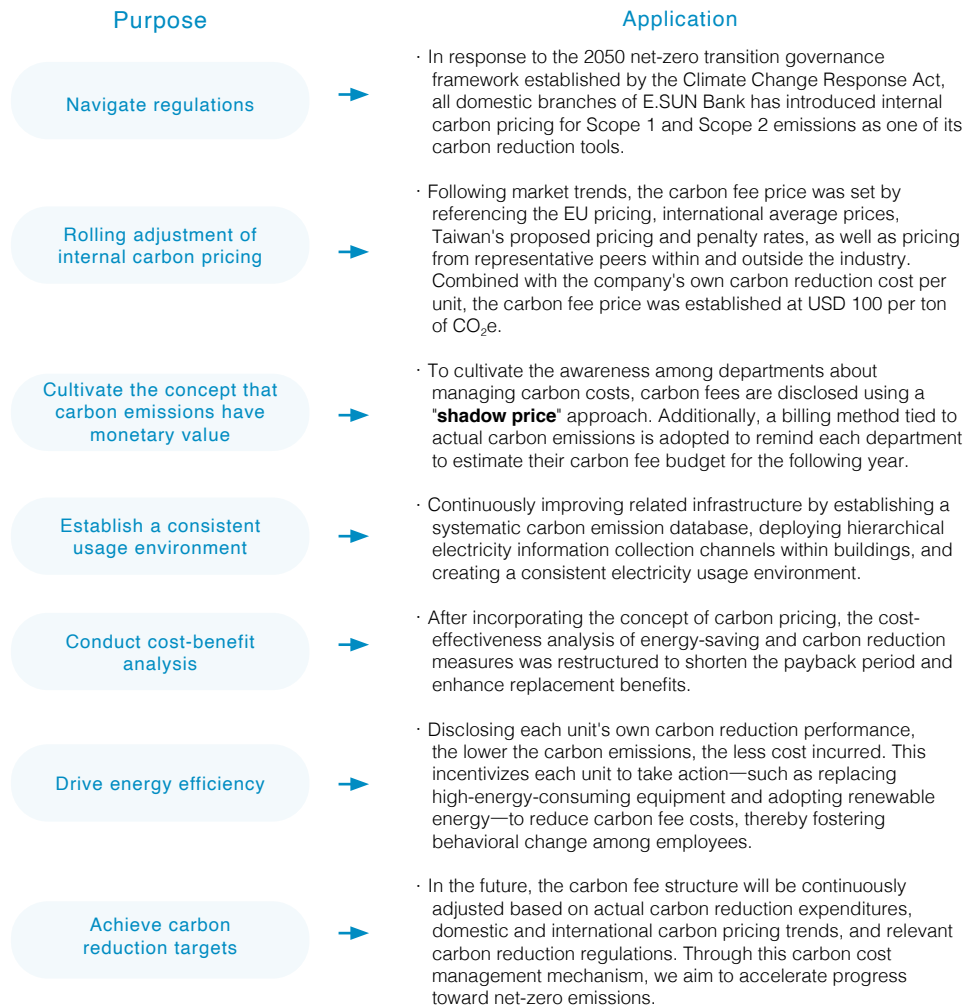 Purpose
Application
Navigate regulations
· In response to the 2050 net-zero transition governance
framework established by the Climate Change Response Act,
all domestic branches of E.SUN Bank has introduced internal
carbon pricing for Scope 1 and Scope 2 emissions as one of its
carbon reduction tools.
Rolling adjustment of
internal carbon pricing
· Following market trends, the carbon fee price was set by
referencing the EU pricing, international average prices,
Taiwan's proposed pricing and penalty rates, as well as pricing
from representative peers within and outside the industry.
Combined with the company's own carbon reduction cost per
unit, the carbon fee price was established at USD 100 per ton
of CO₂e.
Cultivate the concept that
carbon emissions have
monetary value
· To cultivate the awareness among departments about
managing carbon costs, carbon fees are disclosed using a
"shadow price" approach. Additionally, a billing method tied to
actual carbon emissions is adopted to remind each department
to estimate their carbon fee budget for the following year.
Establish a consistent
usage environment
· Continuously improving related infrastructure by establishing a
systematic carbon emission database, deploying hierarchical
electricity information collection channels within buildings, and
creating a consistent electricity usage environment.
Conduct cost-benefit
analysis
· After incorporating the concept of carbon pricing, the cost-
effectiveness analysis of energy-saving and carbon reduction
measures was restructured to shorten the payback period and
enhance replacement benefits.
Drive energy efficiency
· Disclosing each unit's own carbon reduction performance,
the lower the carbon emissions, the less cost incurred. This
incentivizes each unit to take action—such as replacing
high-energy-consuming equipment and adopting renewable
energy—to reduce carbon fee costs, thereby fostering
behavioral change among employees.
Achieve carbon
reduction targets
· In the future, the carbon fee structure will be continuously
adjusted based on actual carbon reduction expenditures,
domestic and international carbon pricing trends, and relevant
carbon reduction regulations. Through this carbon cost
management mechanism, we aim to accelerate progress
toward net-zero emissions.